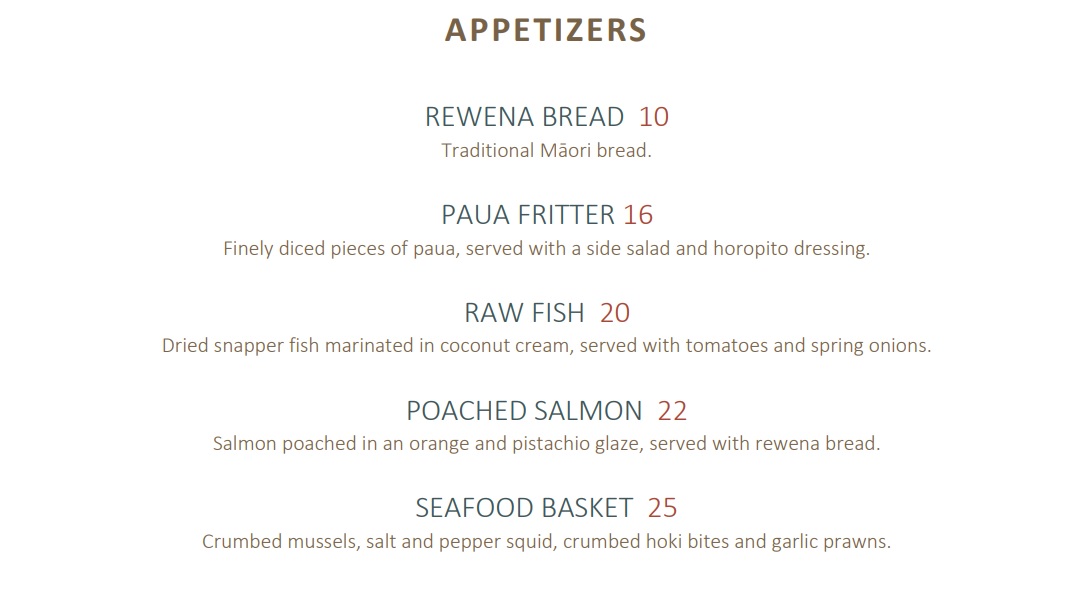 APPETIZERS
REWENA BREAD 10
Traditional Māori bread.
PAUA FRITTER 16
Finely diced pieces of paua, served with a side salad and horopito dressing.
RAW FISH 20
Dried snapper fish marinated in coconut cream, served with tomatoes and spring onions.
POACHED SALMON 22
Salmon poached in an orange and pistachio glaze, served with rewena bread.
SEAFOOD BASKET 25
Crumbed mussels, salt and pepper squid, crumbed hoki bites and garlic prawns.